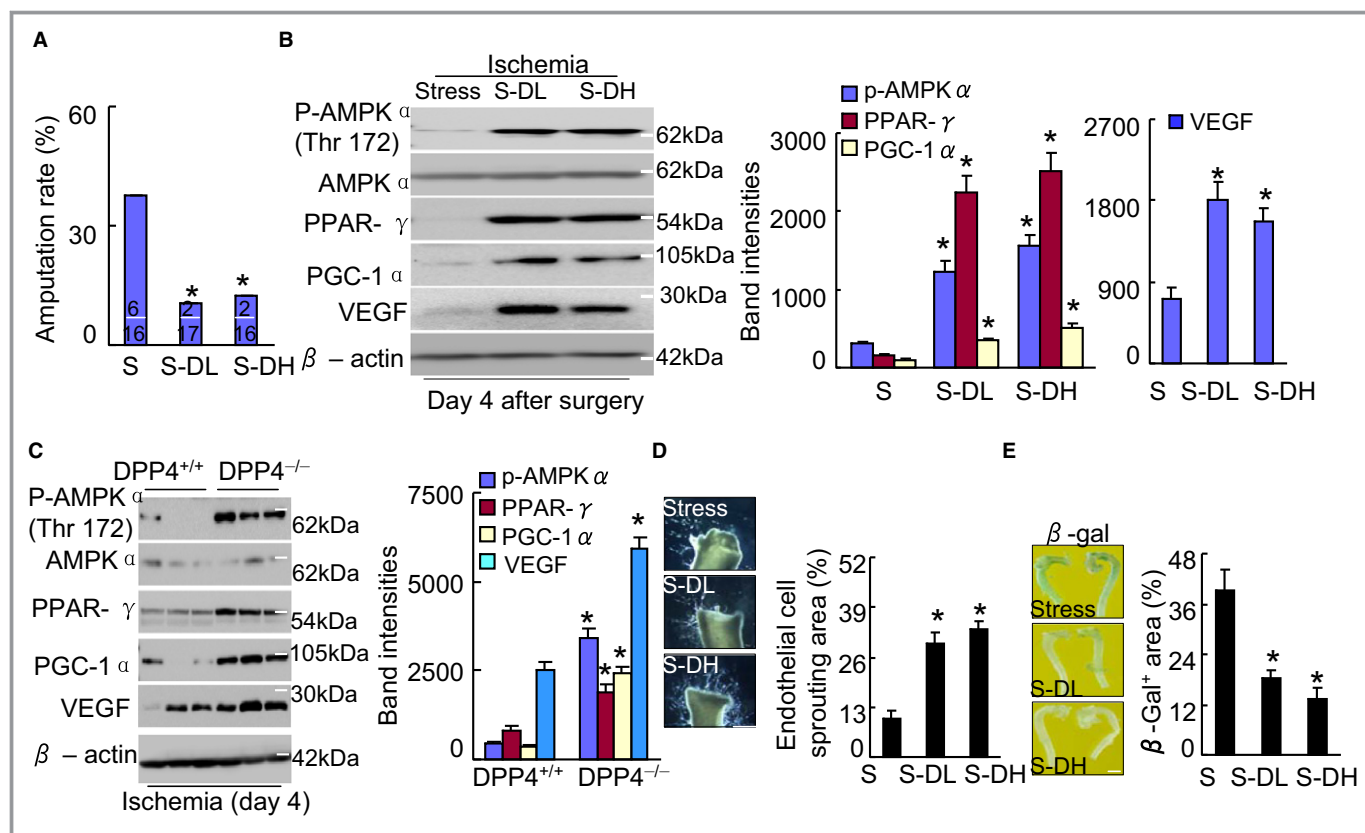 A
Amputation rate (%)
60
30
0
6
16
2
17
2
16
*
*
S
S-DL
S-DH
B
Ischemia
Stress S-DL S-DH
P-AMPK α
(Thr 172)
62kDa
AMPK α
62kDa
PPAR- γ
54kDa
PGC-1 α
105kDa
VEGF
30kDa
β – actin
42kDa
Day 4 after surgery
p-AMPK α
PPAR- γ
PGC-1 α
Band intensities
3000
2000
1000
0
* * *
* * *
S S-DL S-DH
VEGF
2700
1800
900
0
* *
S S-DL S-DH
C
DPP4+/+ DPP4–/–
P-AMPK α
(Thr 172)
62kDa
AMPK α
62kDa
PPAR- γ
54kDa
PGC-1 α
105kDa
VEGF
30kDa
β – actin
42kDa
Ischemia (day 4)
p-AMPK α
PPAR- γ
PGC-1 α
VEGF
Band intensities
7500
5000
2500
0
* * * *
DPP4+/+ DPP4–/–
D
Stress
S-DL
S-DH
Endothelial cell
sprouting area (%)
52
39
26
13
0
* *
S S-DL S-DH
E
β -gal
Stress
S-DL
S-DH
β -Gal+ area (%)
48
36
24
12
0
* *
S S-DL S-DH